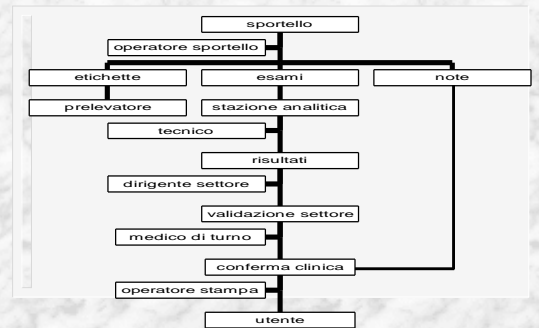 sportello
operatore sportello
etichette
esami
note
prelevatore
stazione analitica
tecnico
risultati
dirigente settore
validazione settore
medico di turno
conferma clinica
operatore stampa
utente